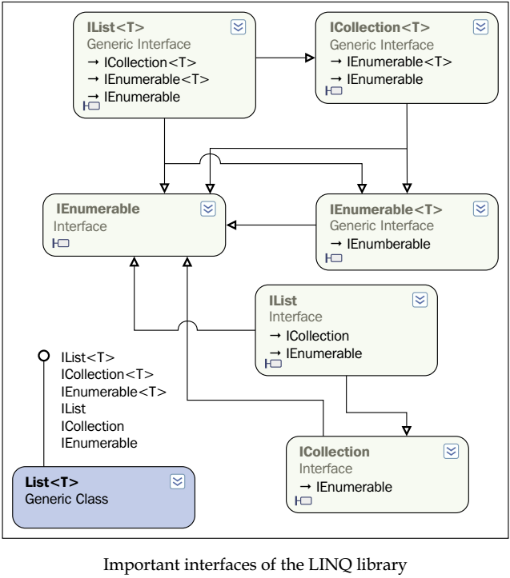 IList<T>
Generic Interface
→ ICollection<T>
→ IEnumerable<T>
→ IEnumerable
ICollection<T>
Generic Interface
→ IEnumerable<T>
→ IEnumerable
IEnumerable
Interface
IEnumerable<T>
Generic Interface
→ IEnumberable
IList
Interface
→ ICollection
→ IEnumerable
IList<T>
ICollection<T>
IEnumerable<T>
IList
ICollection
IEnumerable
ICollection
Interface
→ IEnumerable
List<T>
Generic Class
Important interfaces of the LINQ library